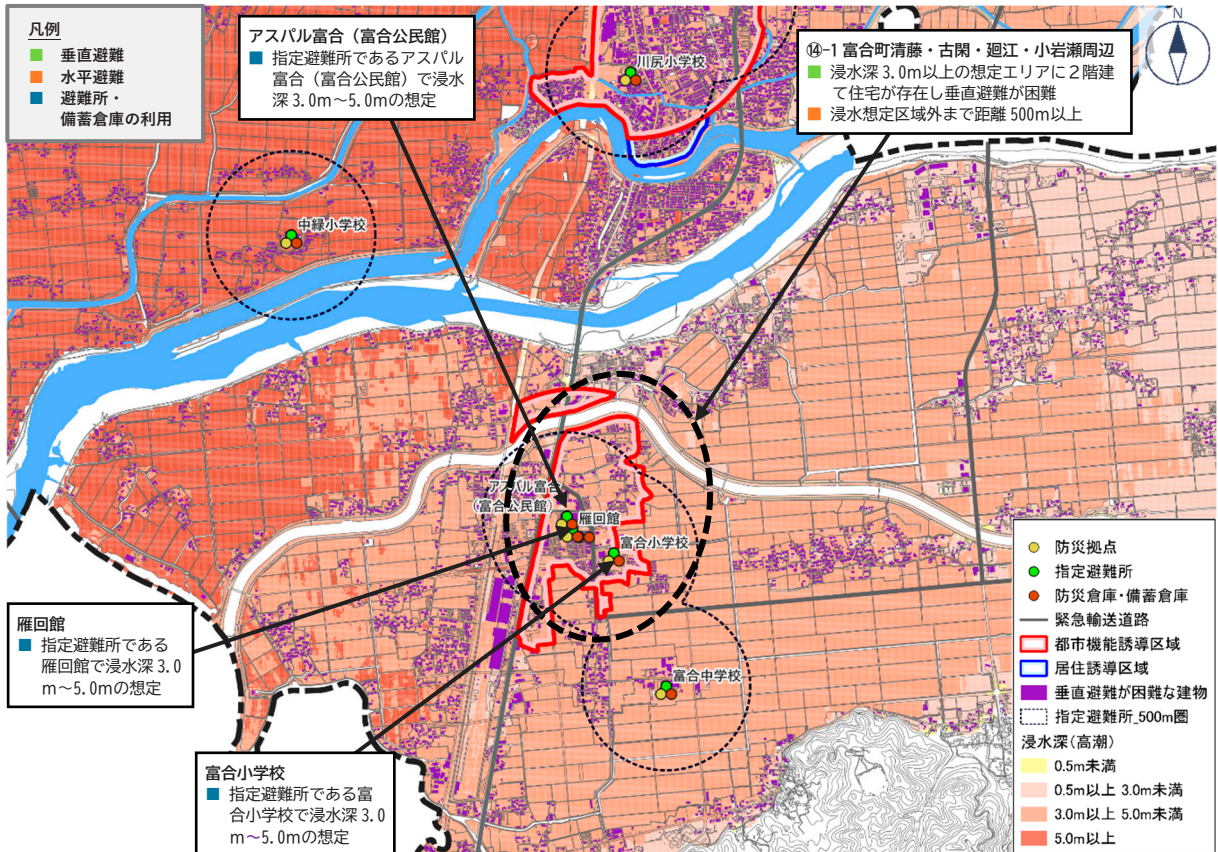 凡例
垂直避難
水平避難
避難所・
備蓄倉庫の利用
アスパル富合（富合公民館）
指定避難所であるアスパル
富合（富合公民館）で浸水
深3.0m～5.0mの想定
川尻小学校
⑭-1 富合町清藤・古閑・廻江・小岩瀬周辺
浸水深3.0m以上の想定エリアに２階建
て住宅が存在し垂直避難が困難
浸水想定区域外まで距離500m以上
N
中緑小学校
アスパル富合
(富合公民館)
雁回館
富合小学校
富合中学校
雁回館
指定避難所である
雁回館で浸水深3.0
m～5.0mの想定
富合小学校
指定避難所である富
合小学校で浸水深3.0
m～5.0mの想定
防災拠点
指定避難所
防災倉庫・備蓄倉庫
緊急輸送道路
都市機能誘導区域
居住誘導区域
垂直避難が困難な建物
指定避難所_500m圏
浸水深(高潮)
0.5m未満
0.5m以上 3.0m未満
3.0m以上 5.0m未満
5.0m以上